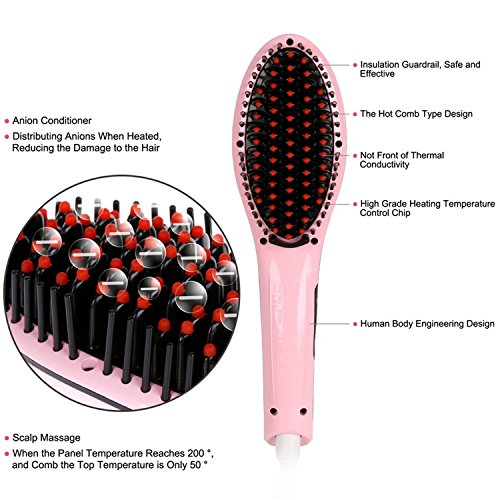 Insulation Guardrail, Safe and
Effective
The Hot Comb Type Design
Not Front of Thermal
Conductivity
High Grade Heating Temperature
Control Chip
Human Body Engineering Design
Anion Conditioner
Distributing Anions When Heated,
Reducing the Damage to the Hair
Scalp Massage
When the Panel Temperature Reaches 200 °,
and Comb the Top Temperature is Only 50 °